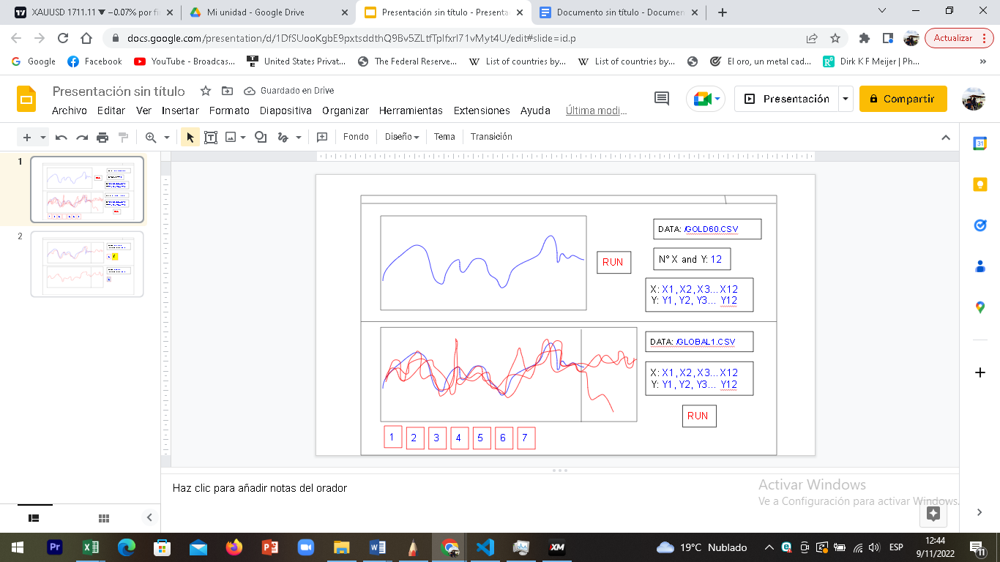 XAUUSD 1711.11 ▼ −0.07% por fi
Mi unidad - Google Drive
Presentación sin título - Presenta
Documento sin título - Documen
docs.google.com/presentation/d/
Actualizar
Google
Facebook
YouTube - Broadcas...
United States Private...
The Federal Reserve...
List of countries by...
List of countries by...
El oro, un metal cad...
Dirk K F Meijer | Ph...
»
Presentación sin título
Guardado en Drive
Archivo Editar Ver Insertar Formato Diapositiva Organizar Herramientas Extensiones Ayuda Última modi...
Presentación
Compartir
Fondo
Diseño
Tema
Transición
31
1
2
DATA: /GOLD60.CSV
RUN
N° X and Y: 12
X: X1, X2, X3... X12
Y: Y1, Y2, Y3... Y12
DATA: /GLOBAL1.CSV
X: X1, X2, X3... X12
Y: Y1, Y2, Y3... Y12
RUN
1 2 3 4 5 6 7
Haz clic para añadir notas del orador
Activar Windows
Ve a Configuración para activar Windows.
Pr
19°C Nublado
ESP
12:44
9/11/2022
11